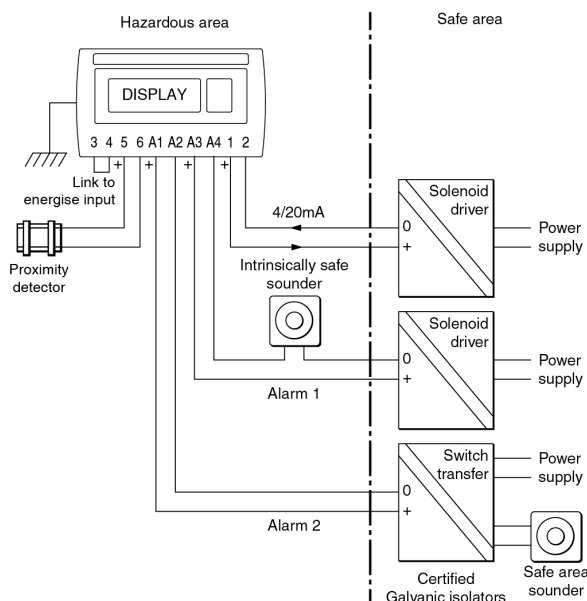 Hazardous area
Safe area
DISPLAY
3 4 5 6 A1 A2 A3 A4 1 2
+ + + +
Link to
energise input
Proximity
detector
4/20mA
Intrinsically safe
sounder
Alarm 1
Alarm 2
Solenoid
driver
0
+
Power
supply
Solenoid
driver
0
+
Power
supply
Switch
transfer
0
+
Power
supply
Certified
Galvanic isolators
Safe area
sounder